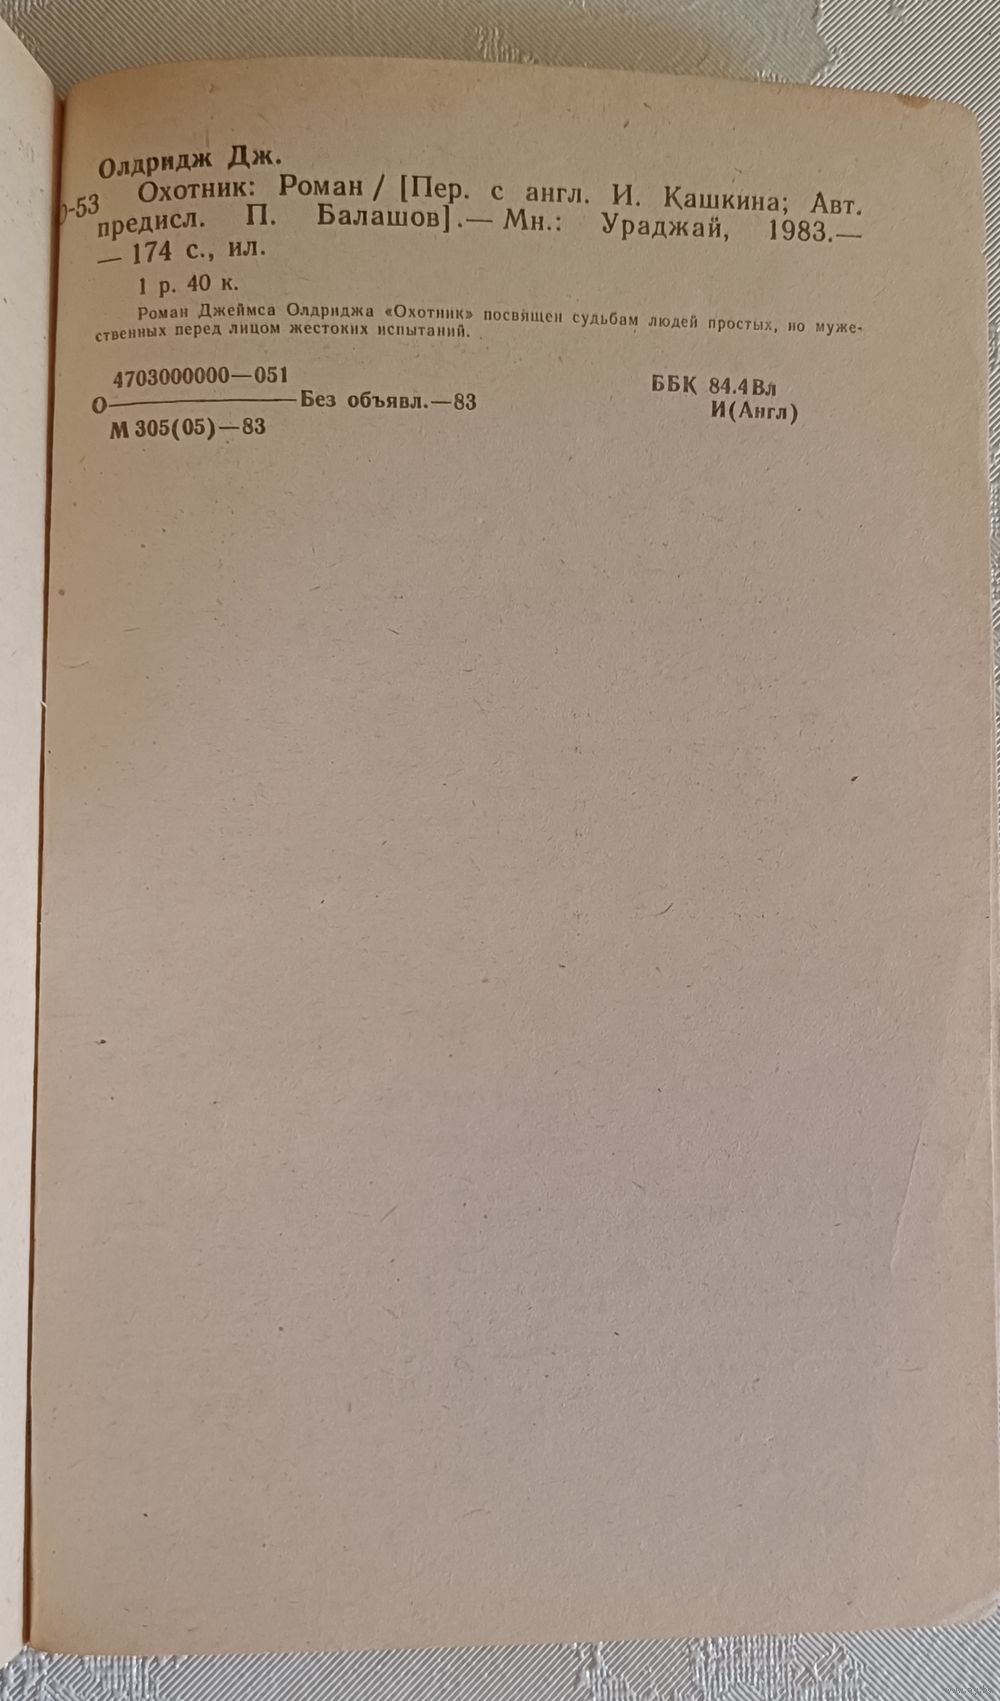 Олдридж Дж.
Охотник: Роман / [Пер. с англ. И. Кашкина; Авт.
О-53 предисл. П. Балашов].— Мн.: Ураджай, 1983.—
— 174 с., ил.
1 р. 40 к.
Роман Джеймса Олдриджа «Охотник» посвящен судьбам людей простых, но муже-
ственных перед лицом жестоких испытаний.
4703000000—051
О Без объявл.—83
М 305(05)—83
ББК 84.4Вл
И(Англ)